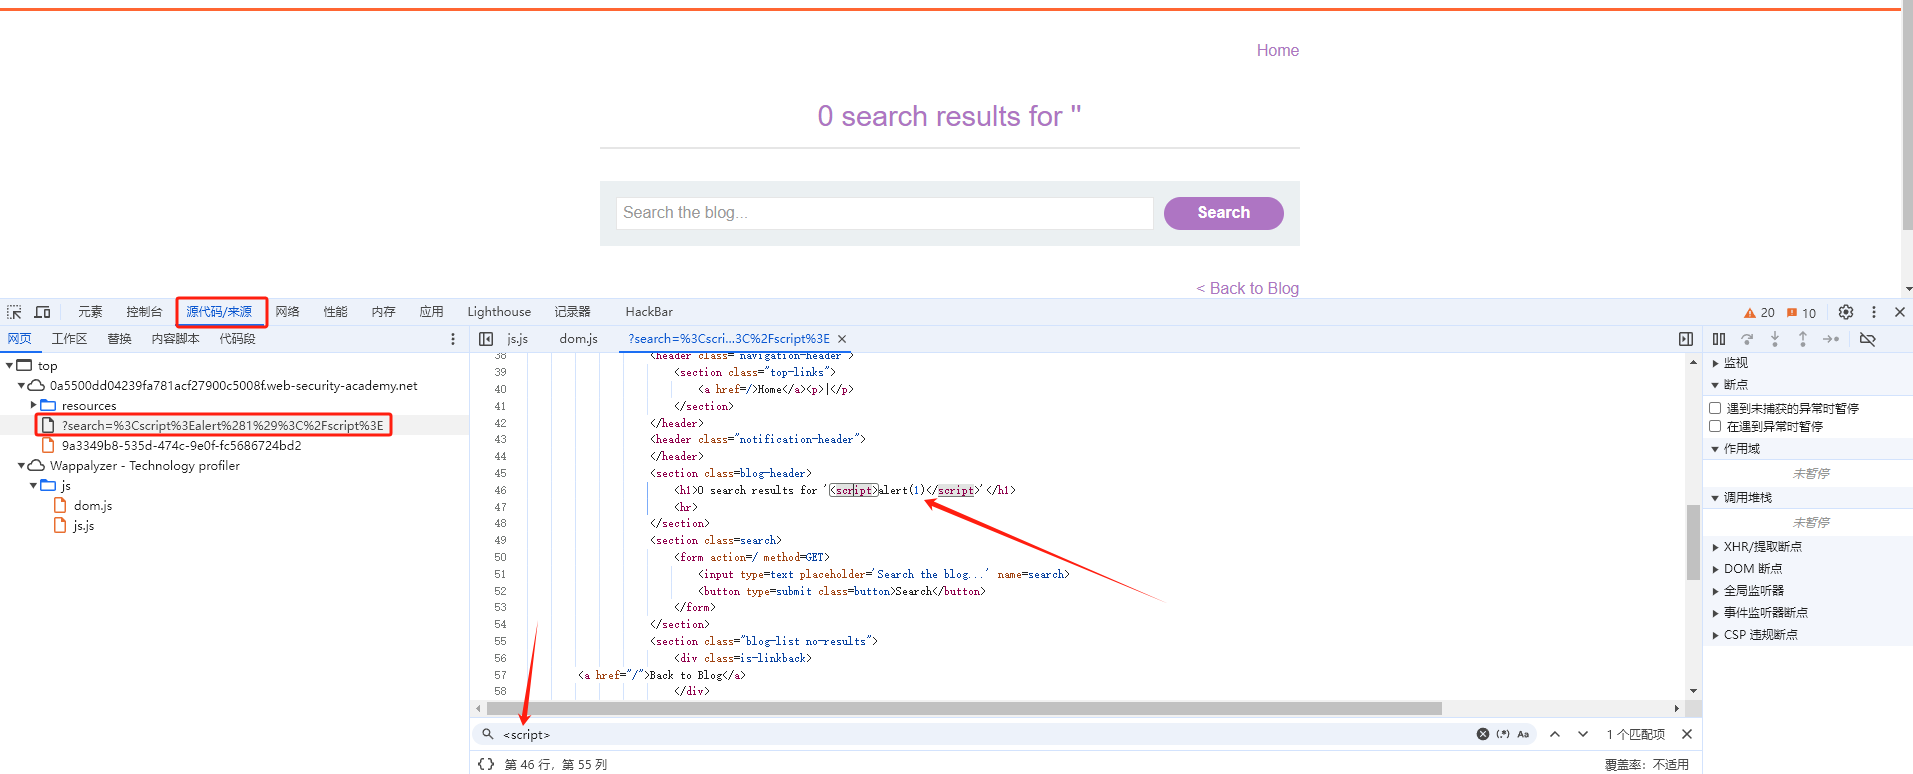 Home
0 search results for ''
Search the blog...
Search
< Back to Blog
元素 控制台 源代码/来源 网络 性能 内存 应用 Lighthouse 记录器 HackBar 20 10
网页 工作区 替换 内容脚本 代码段 js.js dom.js ?search=%3Cscri...3C%2Fscript%3E
top
0a5500dd04239fa781acf27900c5008f.web-security-academy.net
resources
?search=%3Cscript%3Ealert%281%29%3C%2Fscript%3E
9a3349b8-535d-474c-9e0f-fc5686724bd2
Wappalyzer - Technology profiler
js
dom.js
js.js
38 <header class="navigation-header">
39 <section class="top-links">
40 <a href=/>Home</a><p>|</p>
41 </section>
42 </header>
43 <header class="notification-header">
44 </header>
45 <section class=blog-header>
46 <h1>0 search results for '<script>alert(1)</script>'</h1>
47 <hr>
48 </section>
49 <section class=search>
50 <form action=/ method=GET>
51 <input type=text placeholder='Search the blog...' name=search>
52 <button type=submit class=button>Search</button>
53 </form>
54 </section>
55 <section class="blog-list no-results">
56 <div class=is-linkback>
57 <a href="/">Back to Blog</a>
58 </div>
<script> (.*) Aa 1 个匹配项
{} 第 46 行，第 55 列 覆盖率：不适用
监视
断点
遇到未捕获的异常时暂停
在遇到异常时暂停
作用域
未暂停
调用堆栈
未暂停
XHR/提取断点
DOM 断点
全局监听器
事件监听器断点
CSP 违规断点